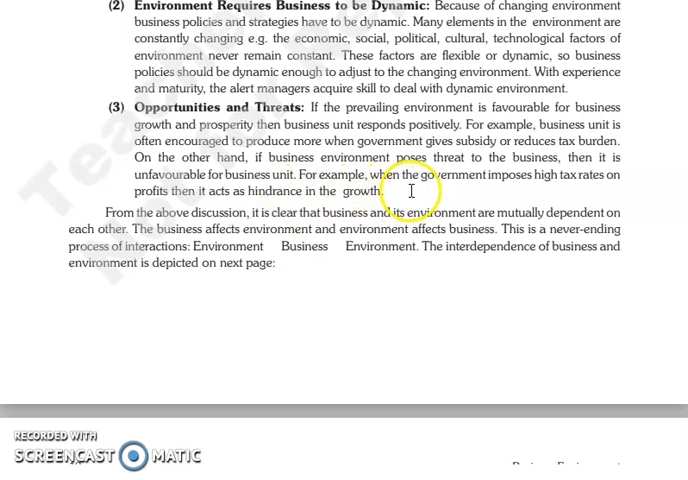 (2) Environment Requires Business to be Dynamic: Because of changing environment
business policies and strategies have to be dynamic. Many elements in the environment are
constantly changing e.g. the economic, social, political, cultural, technological factors of
environment never remain constant. These factors are flexible or dynamic, so business
policies should be dynamic enough to adjust to the changing environment. With experience
and maturity, the alert managers acquire skill to deal with dynamic environment.
(3) Opportunities and Threats: If the prevailing environment is favourable for business
growth and prosperity then business unit responds positively. For example, business unit is
often encouraged to produce more when government gives subsidy or reduces tax burden.
On the other hand, if business environment poses threat to the business, then it is
unfavourable for business unit. For example, when the government imposes high tax rates on
profits then it acts as hindrance in the growth.
From the above discussion, it is clear that business and its environment are mutually dependent on
each other. The business affects environment and environment affects business. This is a never-ending
process of interactions: Environment Business Environment. The interdependence of business and
environment is depicted on next page:
RECORDED WITH
SCREENCAST MATIC